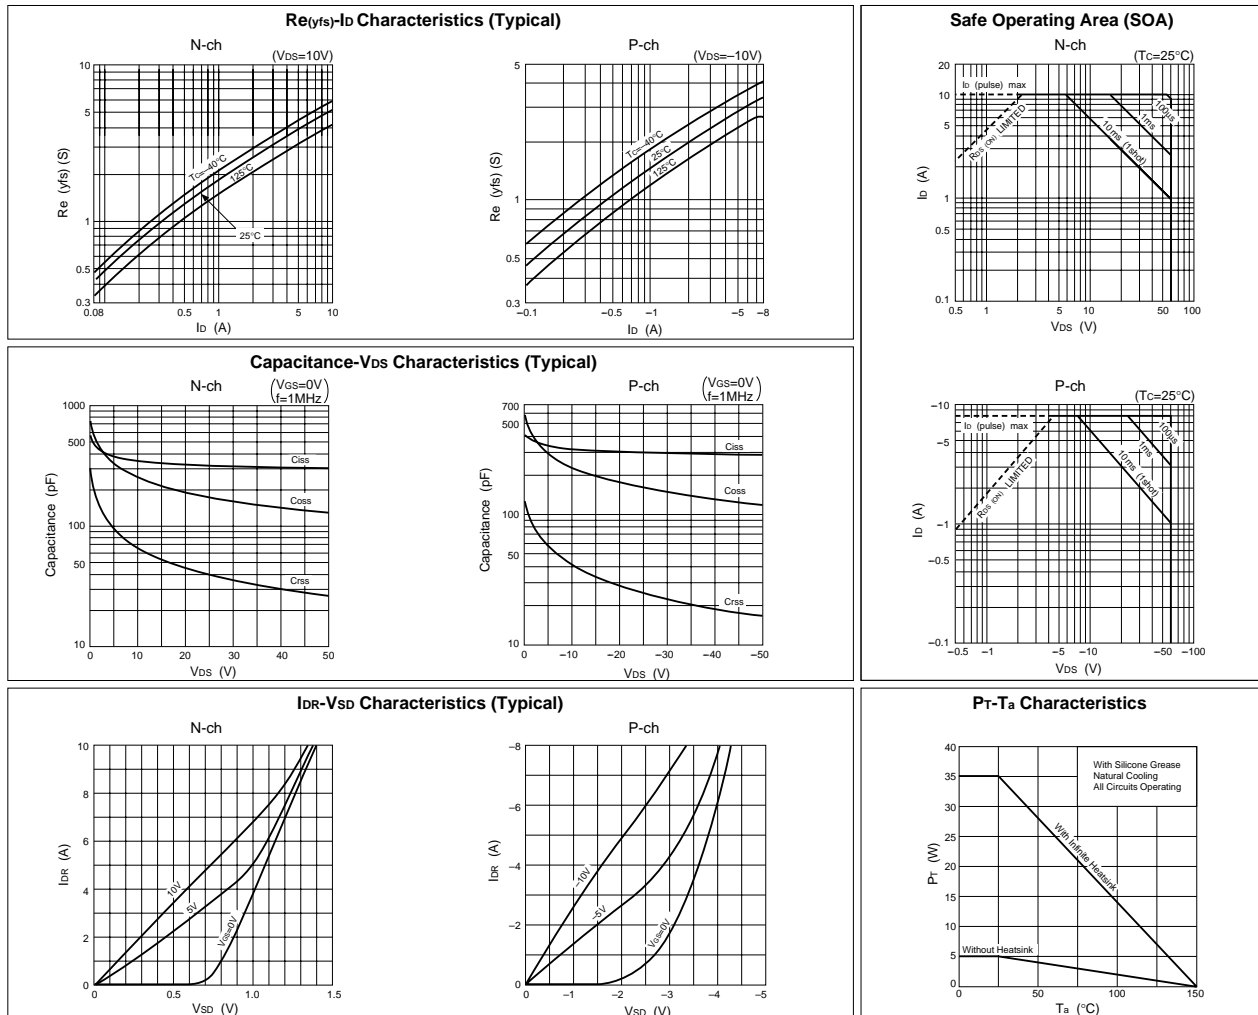 Re(yfs)-ID Characteristics (Typical)
N-ch
(VDS=10V)
10
5
1
0.5
0.3
Re (yfs) (S)
TC=–40°C
125°C
25°C
0.08
0.5
1
5
10
ID (A)
P-ch
(VDS=–10V)
5
1
0.5
0.3
Re (yfs) (S)
TC=–40°C
25°C
125°C
–0.1
–0.5
–1
–5
–8
ID (A)
Safe Operating Area (SOA)
N-ch
(TC=25°C)
20
10
5
1
0.5
0.1
ID (A)
ID (pulse) max
RDS (ON) LIMITED
100µs
1ms
10ms (1shot)
0.5
1
5
10
50
100
VDS (V)
P-ch
(TC=25°C)
–10
–5
–1
–0.5
–0.1
ID (A)
ID (pulse) max
RDS (ON) LIMITED
100µs
1ms
10ms (1shot)
–0.5
–1
–5
–10
–50
–100
VDS (V)
Capacitance-VDS Characteristics (Typical)
N-ch
(VGS=0V
f=1MHz)
1000
500
100
50
10
Capacitance (pF)
Ciss
Coss
Crss
0
10
20
30
40
50
VDS (V)
P-ch
(VGS=0V
f=1MHz)
700
500
100
50
10
Capacitance (pF)
Ciss
Coss
Crss
0
-10
-20
-30
-40
-50
VDS (V)
IDR-VSD Characteristics (Typical)
N-ch
10
8
6
4
2
0
IDR (A)
10V
5V
VGS=0V
0
0.5
1.0
1.5
VSD (V)
P-ch
–8
–6
–4
–2
0
IDR (A)
–10V
–5V
VGS=0V
0
–1
–2
–3
–4
–5
VSD (V)
PT-Ta Characteristics
40
35
30
25
20
15
10
5
0
PT (W)
With Silicone Grease
Natural Cooling
All Circuits Operating
With Infinite Heatsink
Without Heatsink
0
50
100
150
Ta (°C)